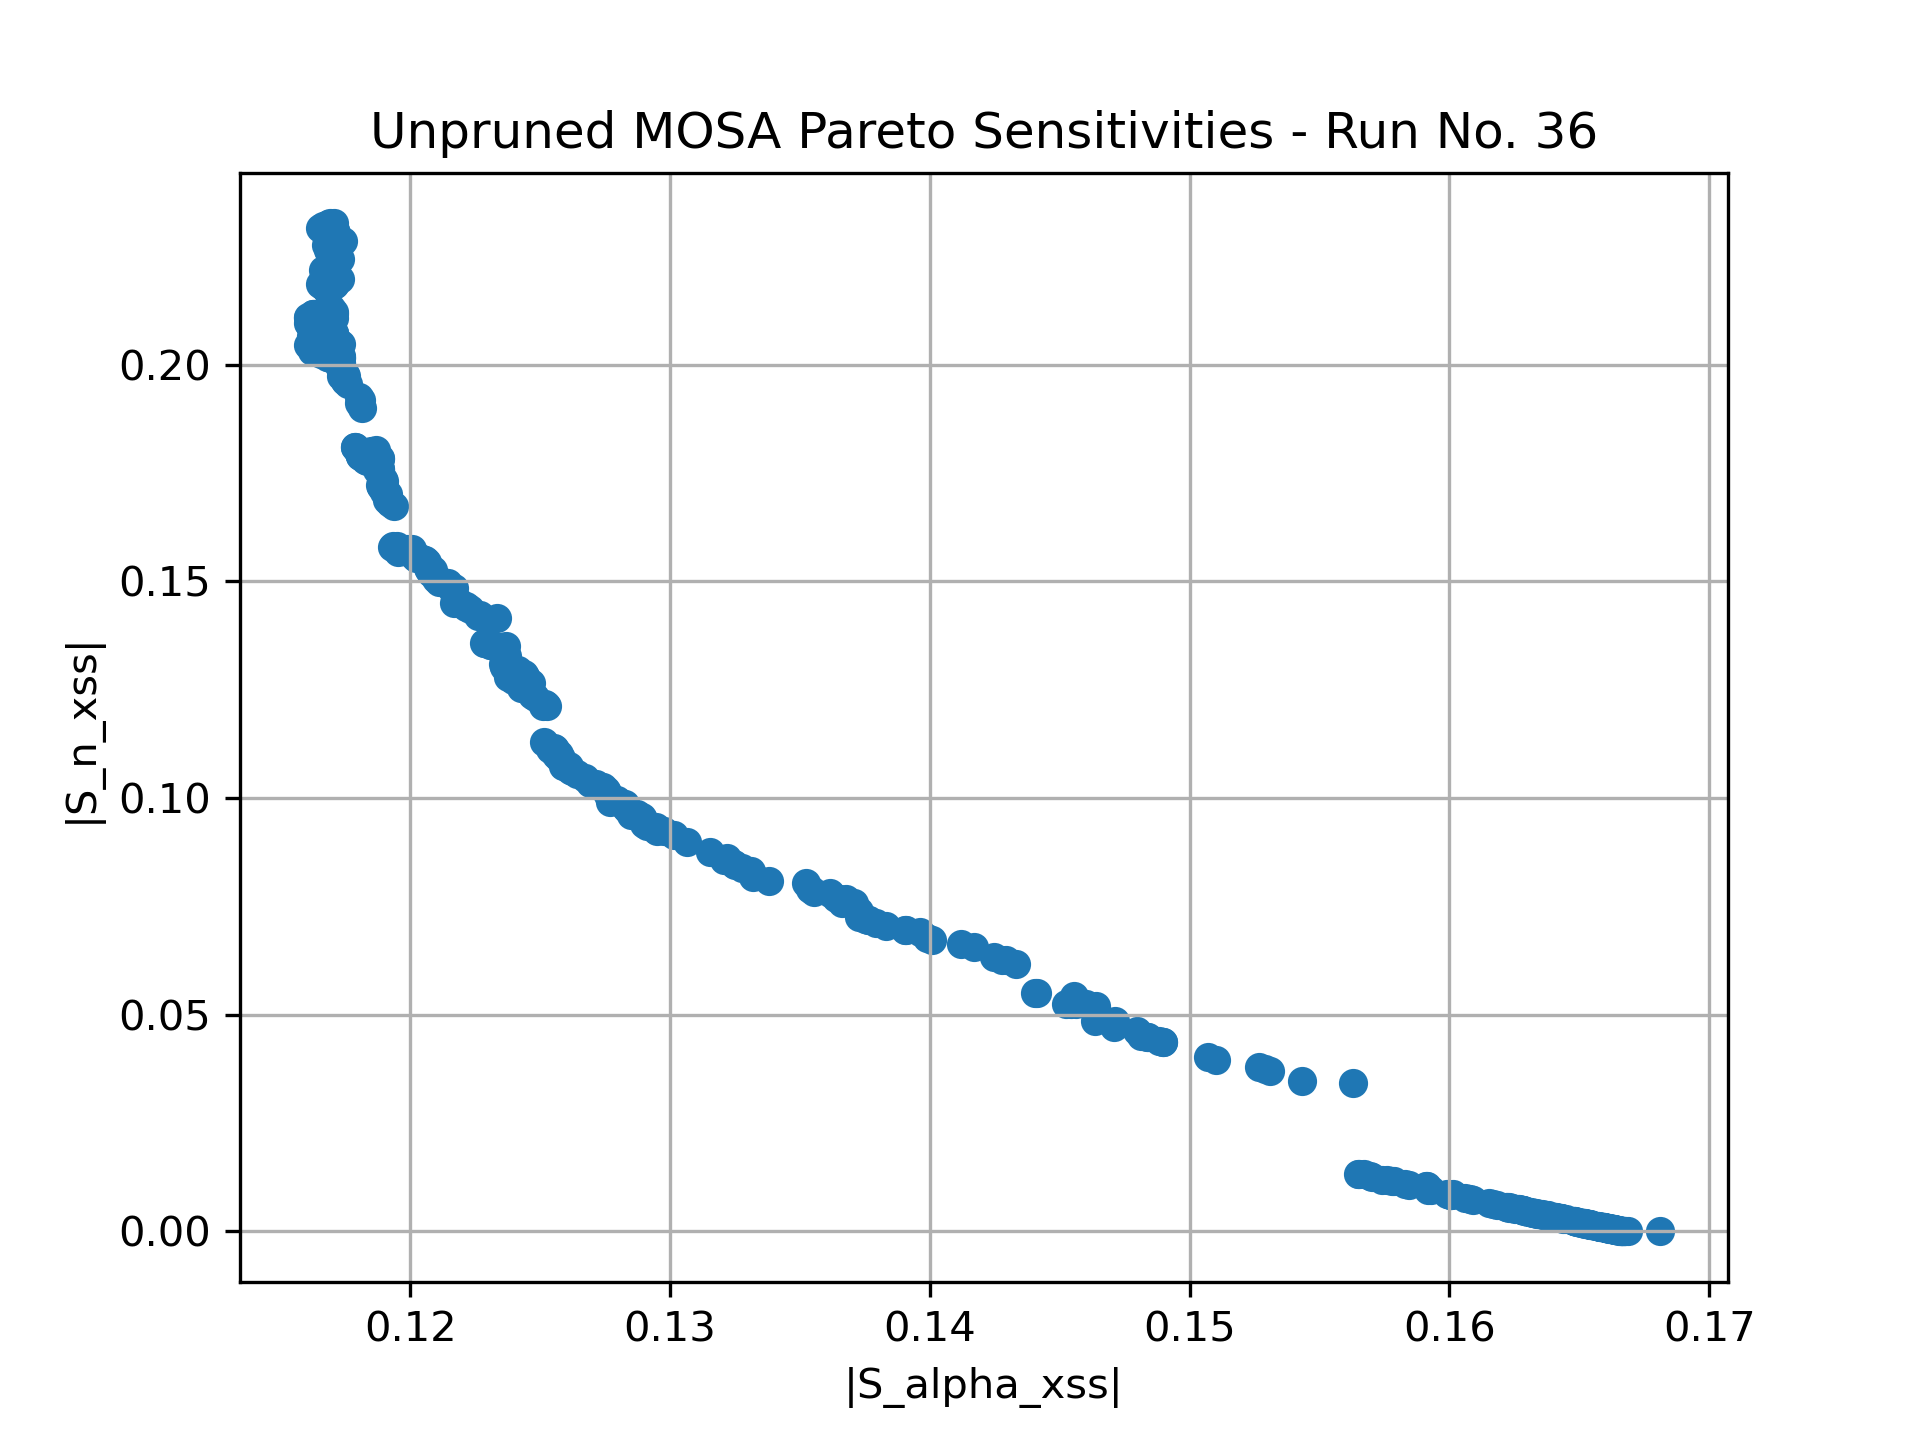 Unpruned MOSA Pareto Sensitivities - Run No. 36
0.20
0.15
0.10
0.05
0.00
|S_n_xss|
0.12 0.13 0.14 0.15 0.16 0.17
|S_alpha_xss|